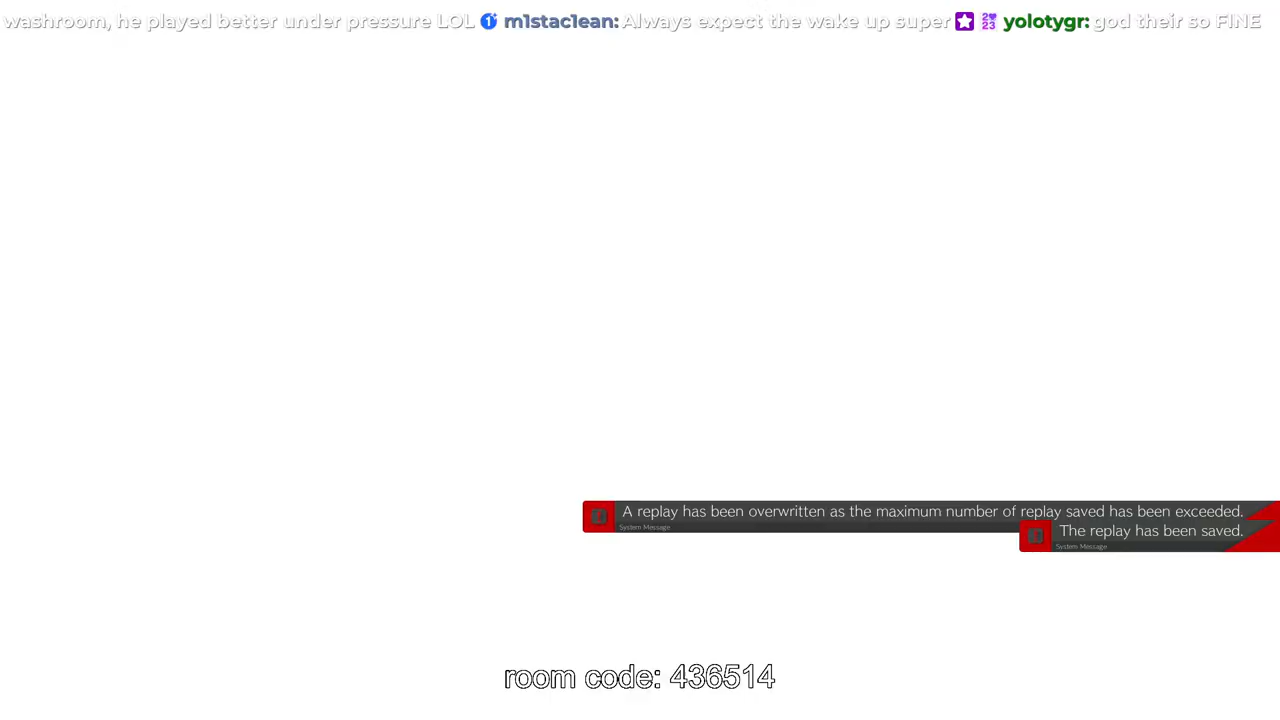 washroom, he played better under pressure LOL m1stac1ean: Always expect the wake up super yolotygr: god their so FINE
A replay has been overwritten as the maximum number of replay saved has been exceeded.
System Message
The replay has been saved.
System Message
room code: 436514